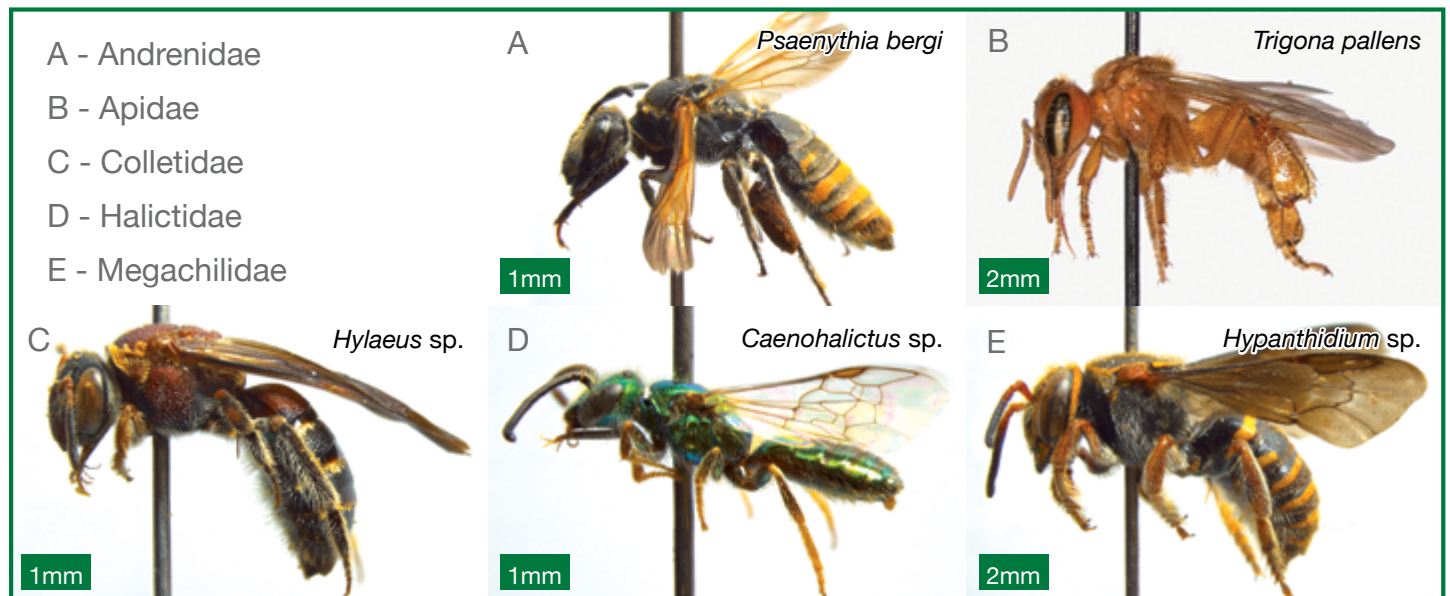 A - Andrenidae
B - Apidae
C - Colletidae
D - Halictidae
E - Megachilidae
A
Psaenythia bergi
1mm
B
Trigona pallens
2mm
C
Hylaeus sp.
1mm
D
Caenohalictus sp.
1mm
E
Hypanthidium sp.
2mm